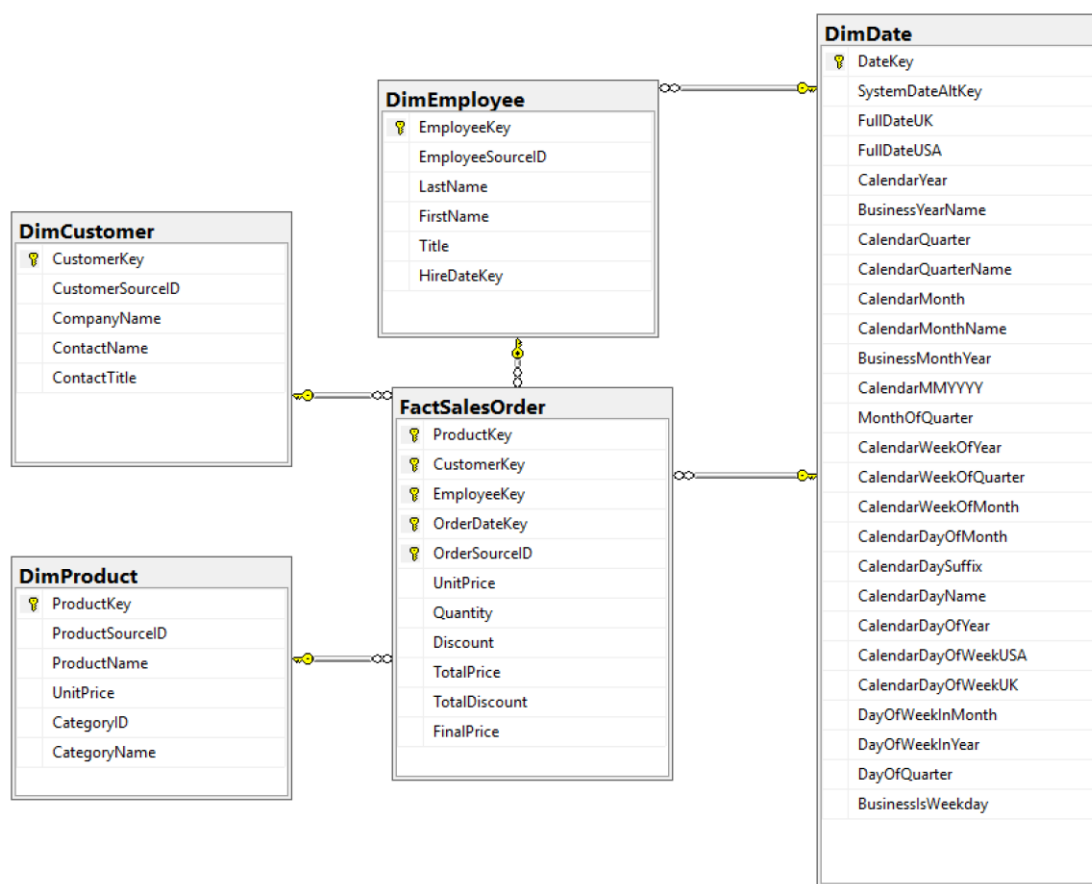 DimDate
DateKey
SystemDateAltKey
FullDateUK
FullDateUSA
CalendarYear
BusinessYearName
CalendarQuarter
CalendarQuarterName
CalendarMonth
CalendarMonthName
BusinessMonthYear
CalendarMMYYYY
MonthOfQuarter
CalendarWeekOfYear
CalendarWeekOfQuarter
CalendarWeekOfMonth
CalendarDayOfMonth
CalendarDaySuffix
CalendarDayName
CalendarDayOfYear
CalendarDayOfWeekUSA
CalendarDayOfWeekUK
DayOfWeekInMonth
DayOfWeekInYear
DayOfQuarter
BusinessIsWeekday
DimEmployee
EmployeeKey
EmployeeSourceID
LastName
FirstName
Title
HireDateKey
DimCustomer
CustomerKey
CustomerSourceID
CompanyName
ContactName
ContactTitle
FactSalesOrder
ProductKey
CustomerKey
EmployeeKey
OrderDateKey
OrderSourceID
UnitPrice
Quantity
Discount
TotalPrice
TotalDiscount
FinalPrice
DimProduct
ProductKey
ProductSourceID
ProductName
UnitPrice
CategoryID
CategoryName